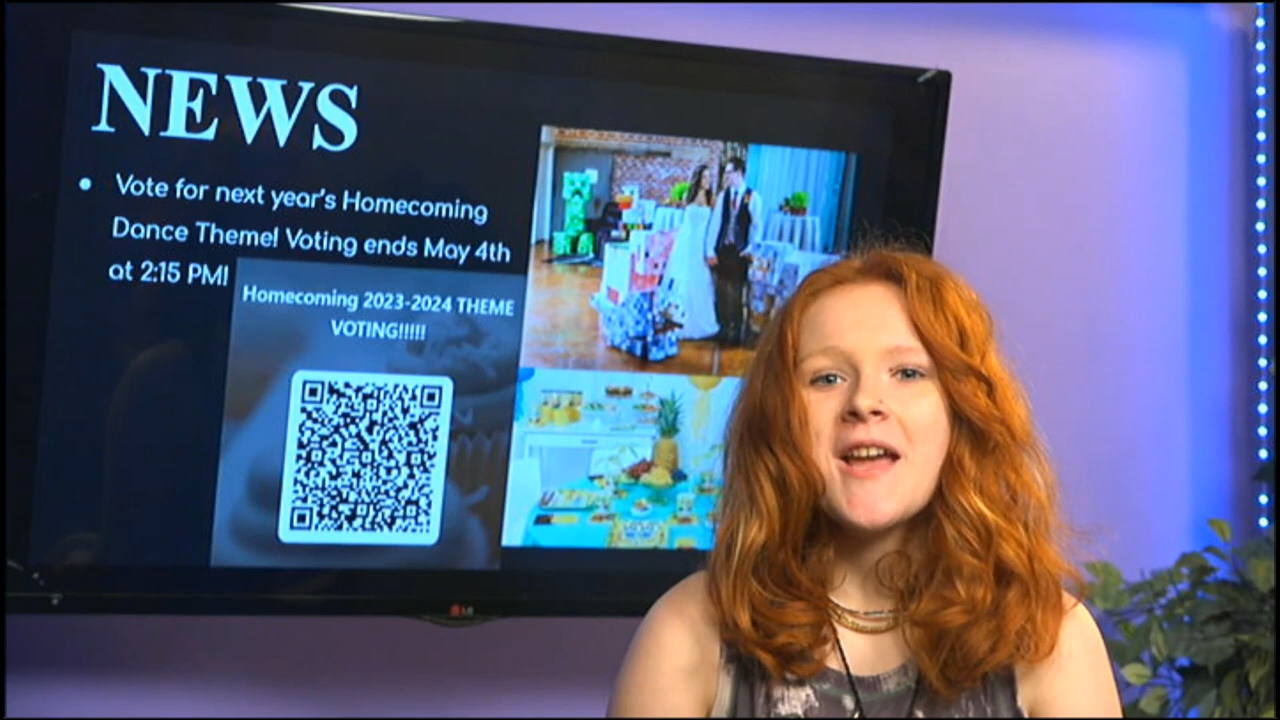 NEWS
Vote for next year's Homecoming
Dance Theme! Voting ends May 4th
at 2:15 PM!
Homecoming 2023-2024 THEME
VOTING!!!!!
LG